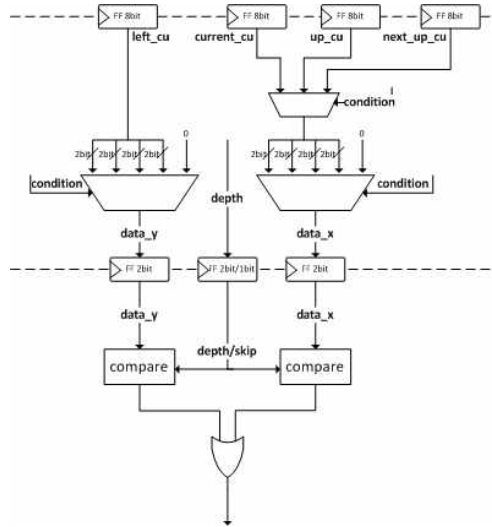 FF 8bit FF 8bit FF 8bit FF 8bit
left_cu current_cu up_cu next_up_cu
condition
0 0
2bit 2bit 2bit 2bit 2bit 2bit 2bit 2bit
condition depth condition
data_y data_x
FF 2bit FF 2bit/1bit FF 2bit
data_y data_x
depth/skip
compare compare